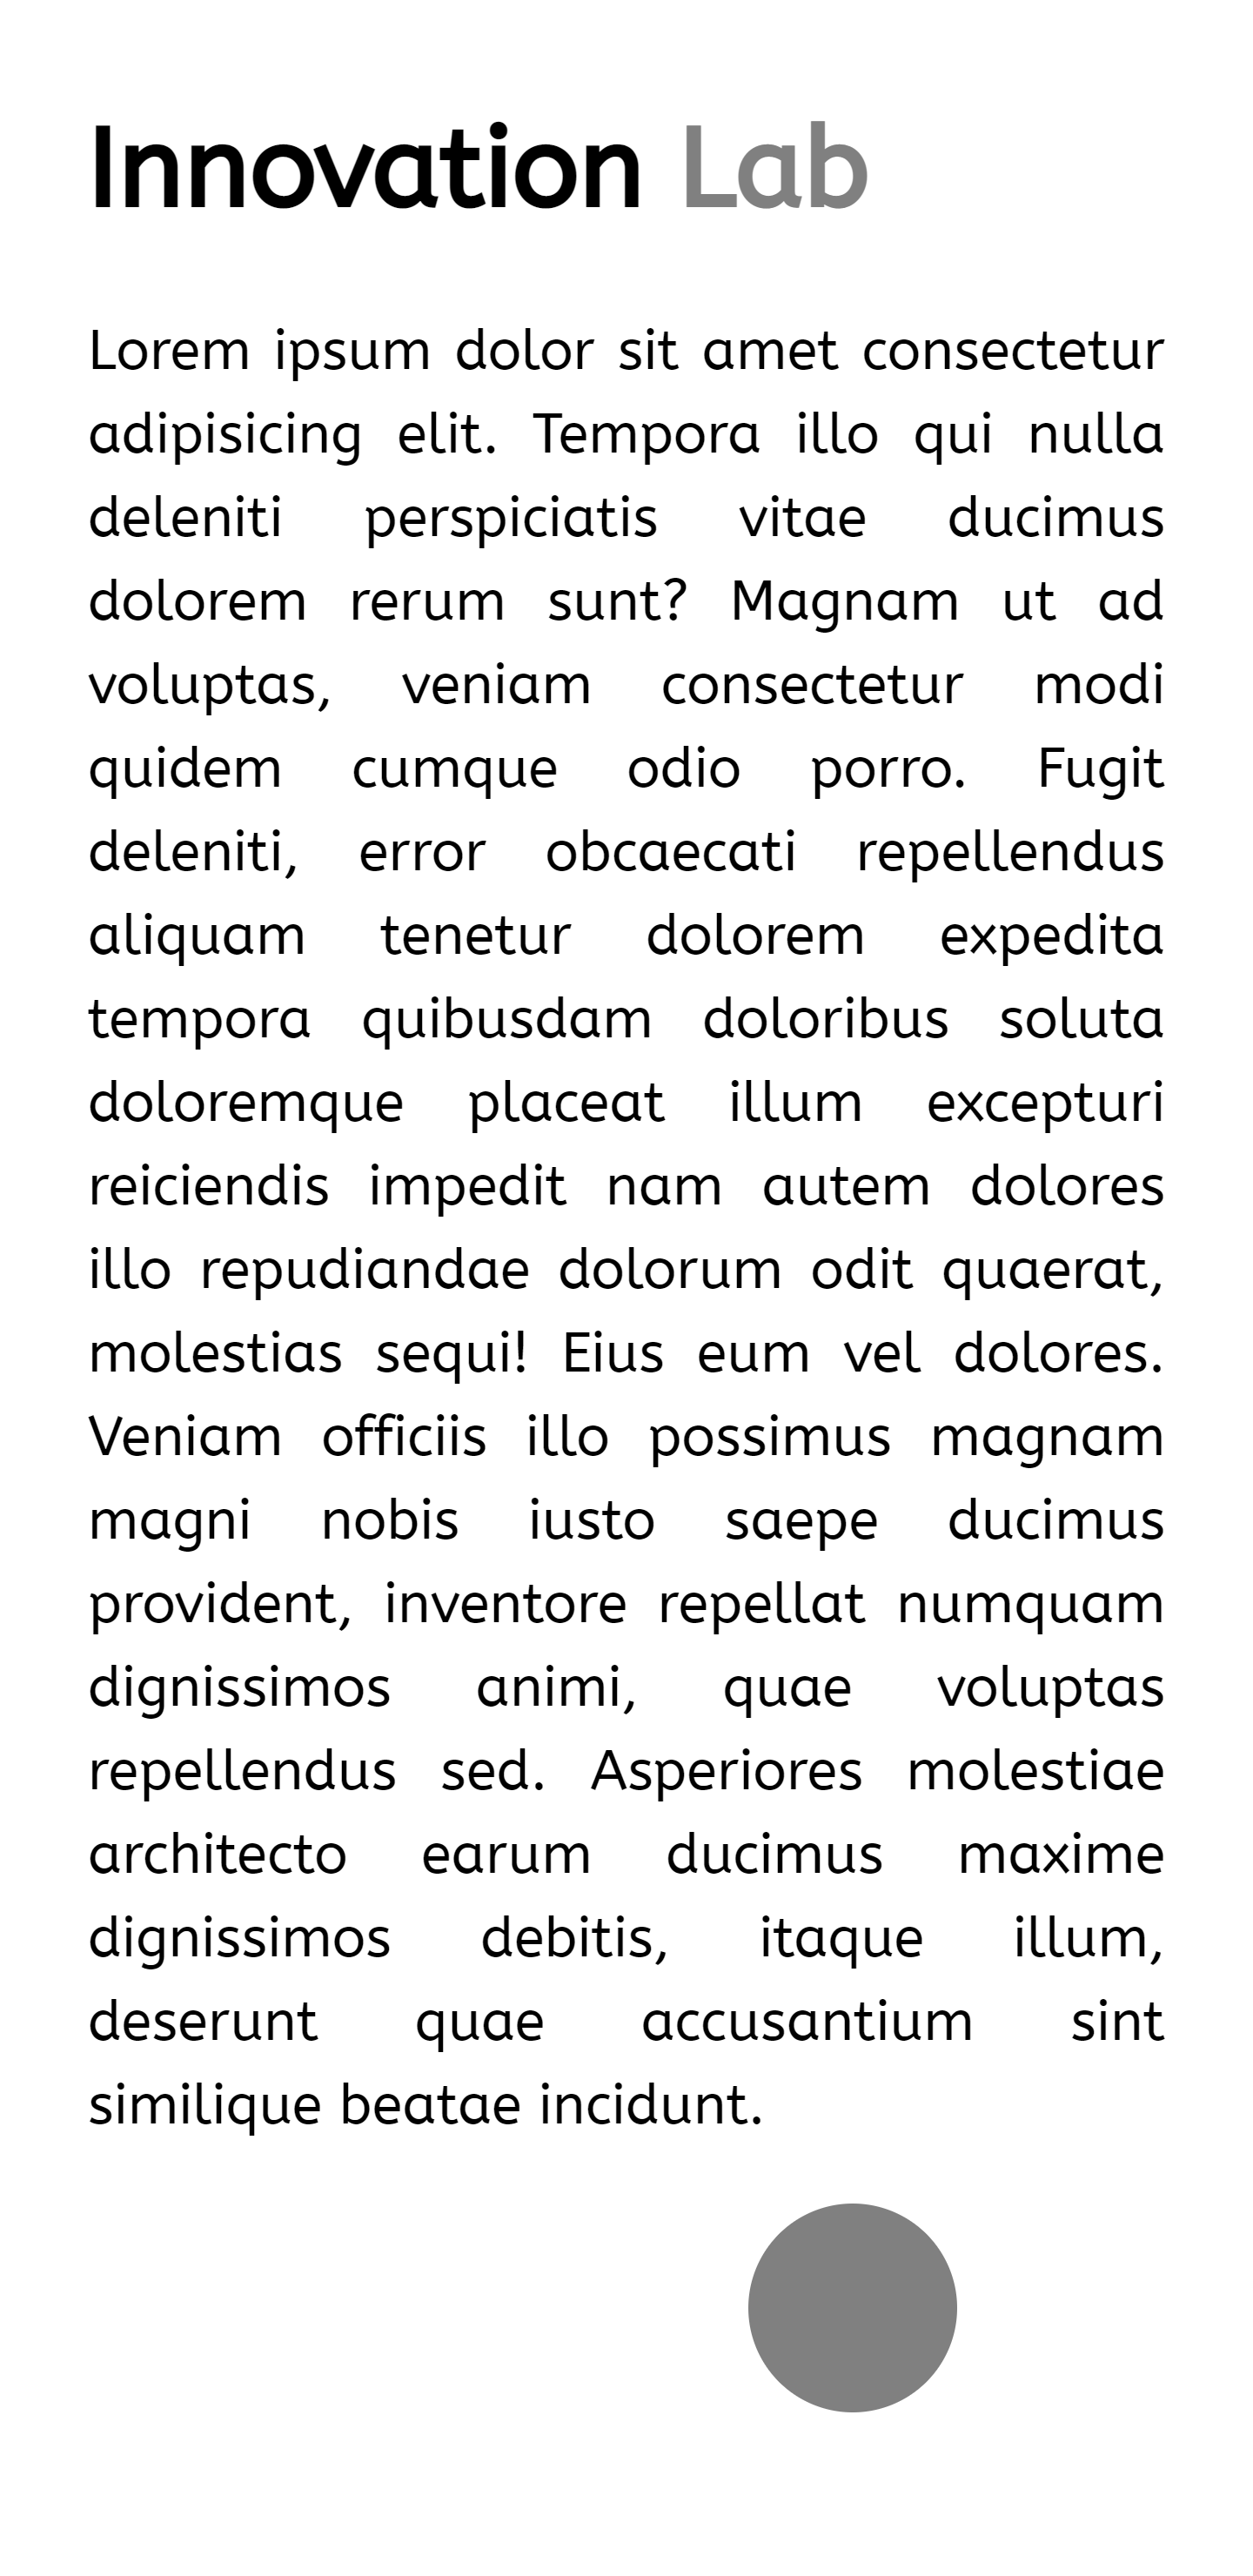 Innovation Lab
Lorem ipsum dolor sit amet consectetur
adipisicing elit. Tempora illo qui nulla
deleniti perspiciatis vitae ducimus
dolorem rerum sunt? Magnam ut ad
voluptas, veniam consectetur modi
quidem cumque odio porro. Fugit
deleniti, error obcaecati repellendus
aliquam tenetur dolorem expedita
tempora quibusdam doloribus soluta
doloremque placeat illum excepturi
reiciendis impedit nam autem dolores
illo repudiandae dolorum odit quaerat,
molestias sequi! Eius eum vel dolores.
Veniam officiis illo possimus magnam
magni nobis iusto saepe ducimus
provident, inventore repellat numquam
dignissimos animi, quae voluptas
repellendus sed. Asperiores molestiae
architecto earum ducimus maxime
dignissimos debitis, itaque illum,
deserunt quae accusantium sint
similique beatae incidunt.